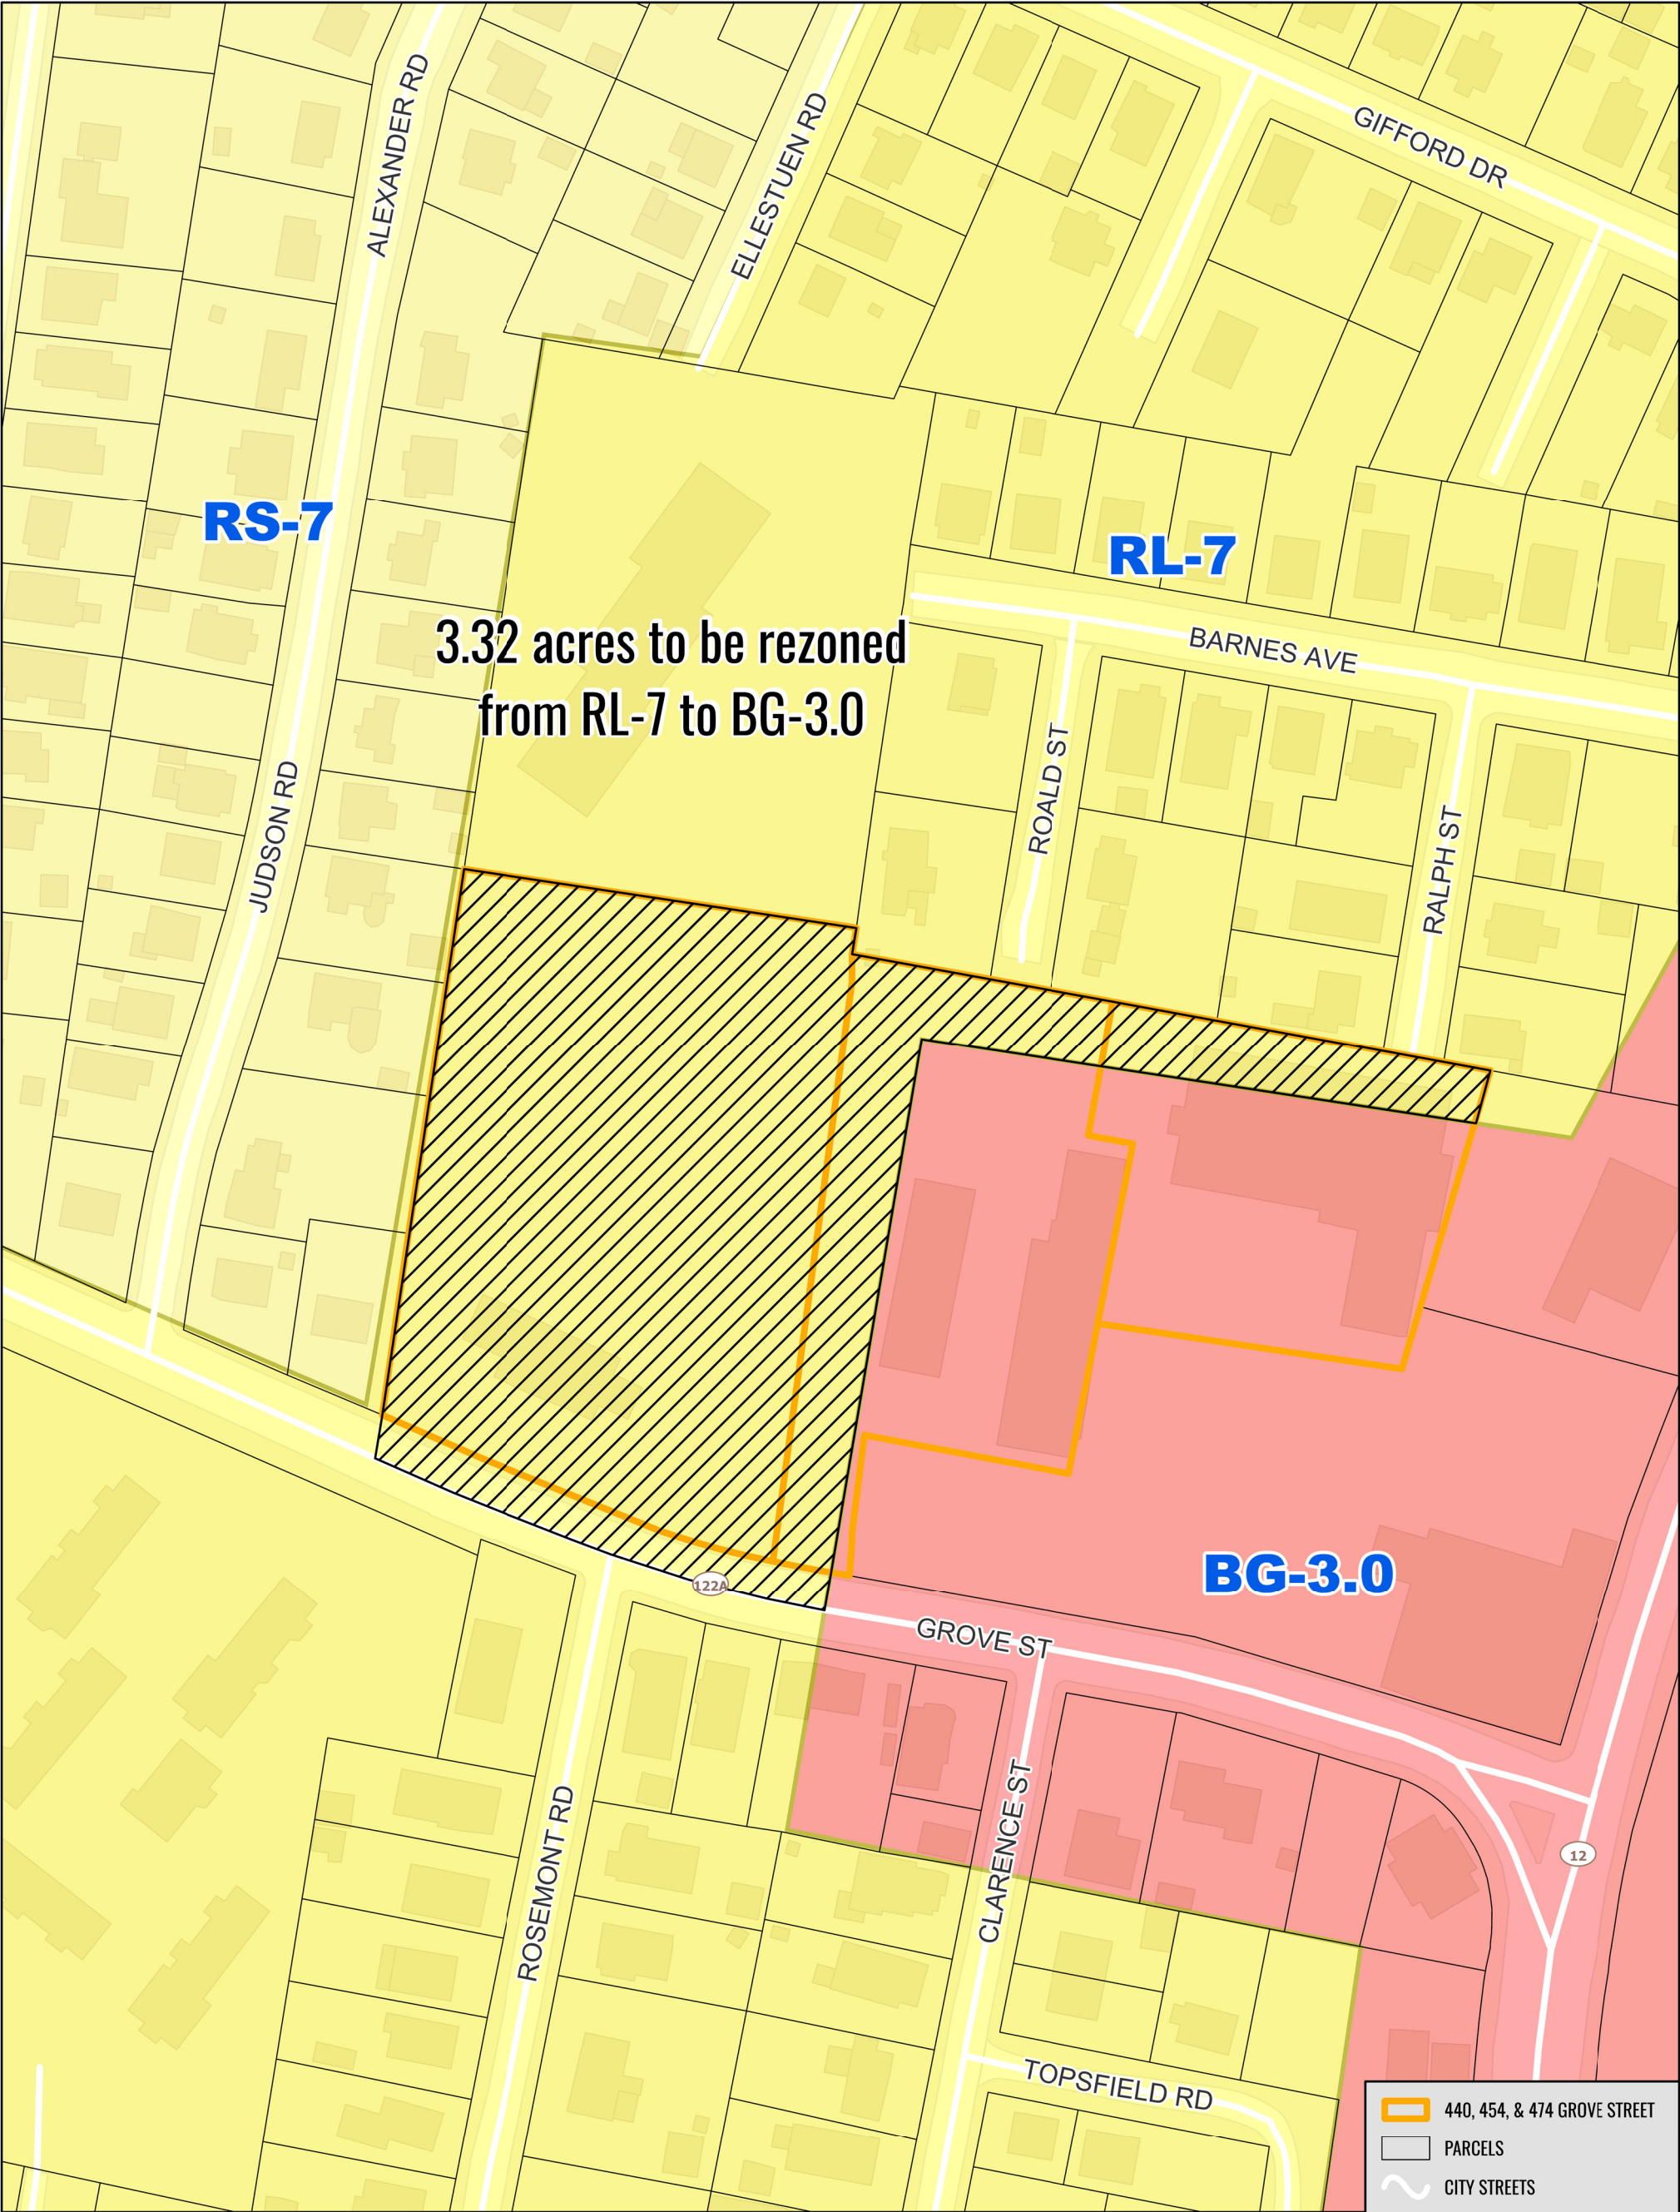 ALEXANDER RD
ELLESTUEN RD
GIFFORD DR
RS-7
RL-7
3.32 acres to be rezoned
from RL-7 to BG-3.0
BARNES AVE
ROALD ST
RALPH ST
JUDSON RD
122A
GROVE ST
BG-3.0
ROSEMONT RD
CLARENCE ST
12
TOPSFIELD RD
440, 454, & 474 GROVE STREET
PARCELS
CITY STREETS